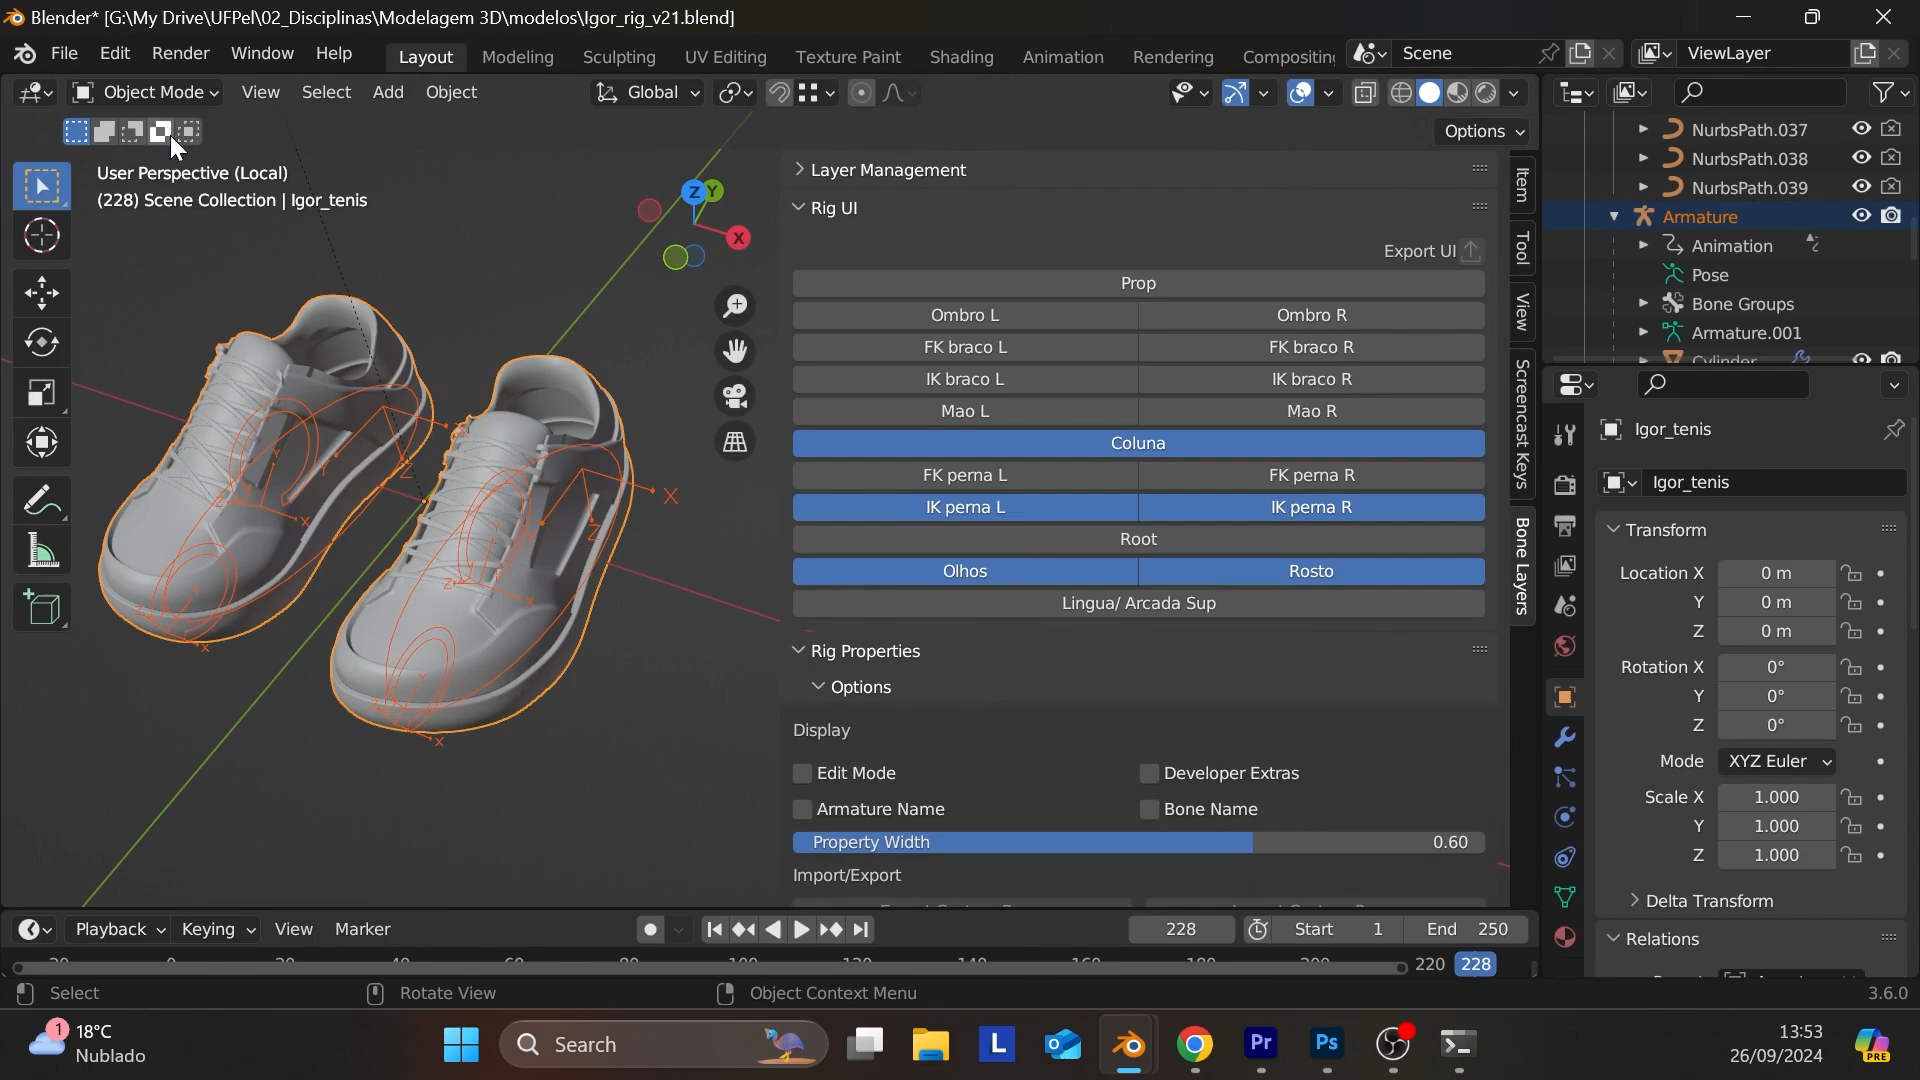 Blender* [G:\My Drive\UFPel\02_Disciplinas\Modelagem 3D\modelos\Igor_rig_v21.blend]
File Edit Render Window Help Layout Modeling Sculpting UV Editing Texture Paint Shading Animation Rendering Scene ViewLayer
Object Mode View Select Add Object Global
Options
User Perspective (Local)
(228) Scene Collection | Igor_tenis
Z Y X
Layer Management
Rig UI
Export UI
Prop
Ombro L Ombro R
FK braco L FK braco R
IK braco L IK braco R
Mao L Mao R
Coluna
FK perna L FK perna R
IK perna L IK perna R
Root
Olhos Rosto
Lingua/ Arcada Sup
Rig Properties
Options
Display
Edit Mode Developer Extras
Armature Name Bone Name
Property Width 0.60
Import/Export
Item
Tool
View
Screencast Keys
Bone Layers
NurbsPath.037
NurbsPath.038
NurbsPath.039
Armature
Animation
Pose
Bone Groups
Armature.001
Cylinder
Igor_tenis
Igor_tenis
Transform
Location X 0 m
Y 0 m
Z 0 m
Rotation X 0°
Y 0°
Z 0°
Mode XYZ Euler
Scale X 1.000
Y 1.000
Z 1.000
Delta Transform
Relations
Playback Keying View Marker 228 Start 1 End 250
220 228
Select Rotate View Object Context Menu 3.6.0
1 18°C
Nublado
Search
L
Pr
Ps
PRE
13:53
26/09/2024